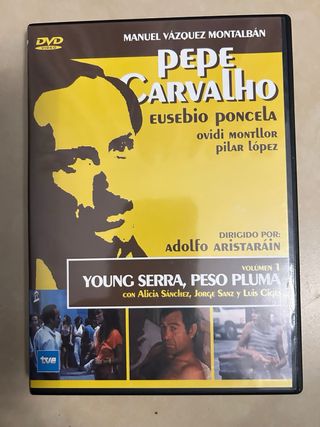 DVD
VIDEO
MANUEL VÁZQUEZ MONTALBÁN
PEPE
CARVALHO
EUSEBIO PONCELA
OVIDI MONTLLOR
PILAR LÓPEZ
DIRIGIDO POR:
ADOLFO ARISTARÁIN
VOLUMEN 1
YOUNG SERRA, PESO PLUMA
CON ALICIA SÁNCHEZ, JORGE SANZ Y LUIS CIGES
tve